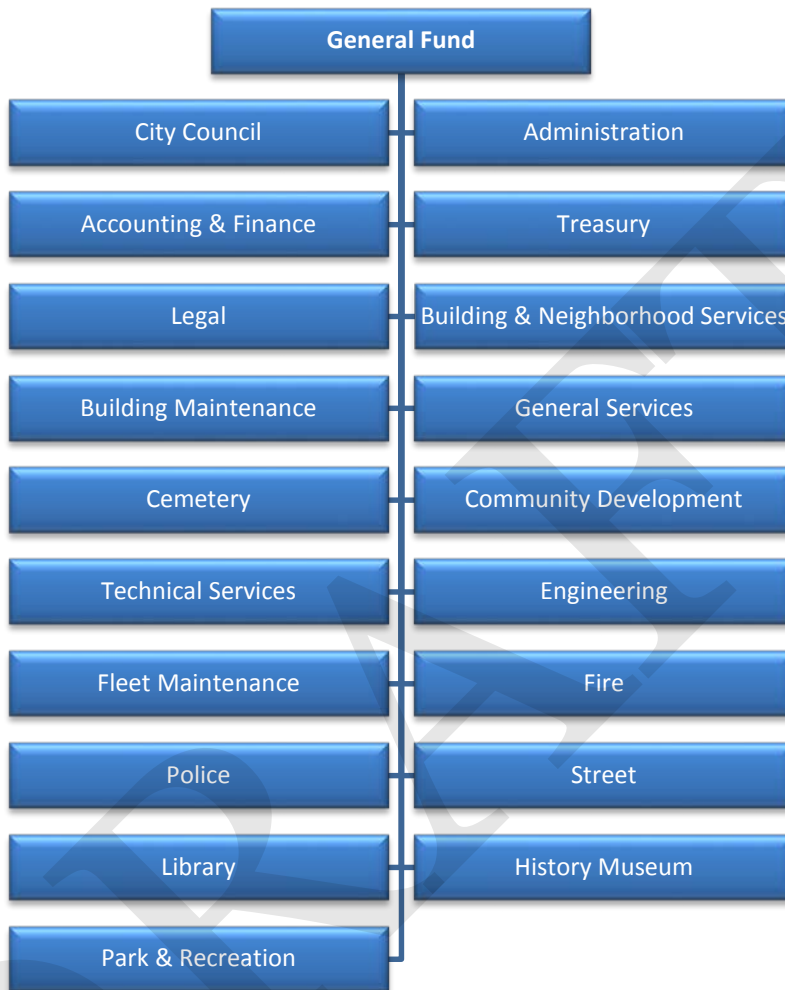 General Fund
City Council
Administration
Accounting & Finance
Treasury
Legal
Building & Neighborhood Services
Building Maintenance
General Services
Cemetery
Community Development
Technical Services
Engineering
Fleet Maintenance
Fire
Police
Street
Library
History Museum
Park & Recreation
DRAFT